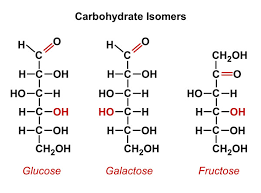 Carbohydrate Isomers
H O
C
H–C–OH
HO–C–H
H–C–OH
H–C–OH
CH₂OH
Glucose
H O
C
H–C–OH
HO–C–H
HO–C–H
H–C–OH
CH₂OH
Galactose
CH₂OH
C=O
HO–C–H
H–C–OH
H–C–OH
CH₂OH
Fructose